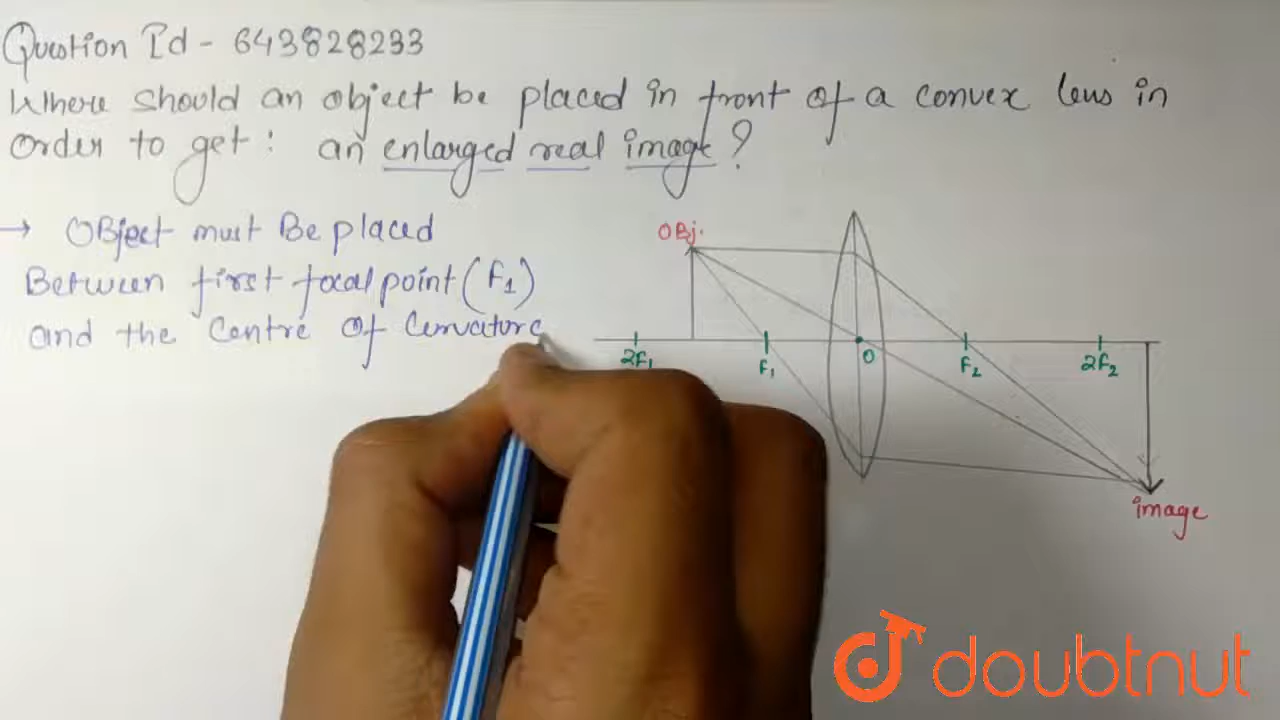 Question Id - 643828233
Where should an object be placed in front of a convex lens in
order to get: an enlarged real image?
→ Object must Be placed
Between first focal point (F1)
and the Centre of Curvature
Obj.
2F1
F1
O
F2
2F2
image
doubtnut